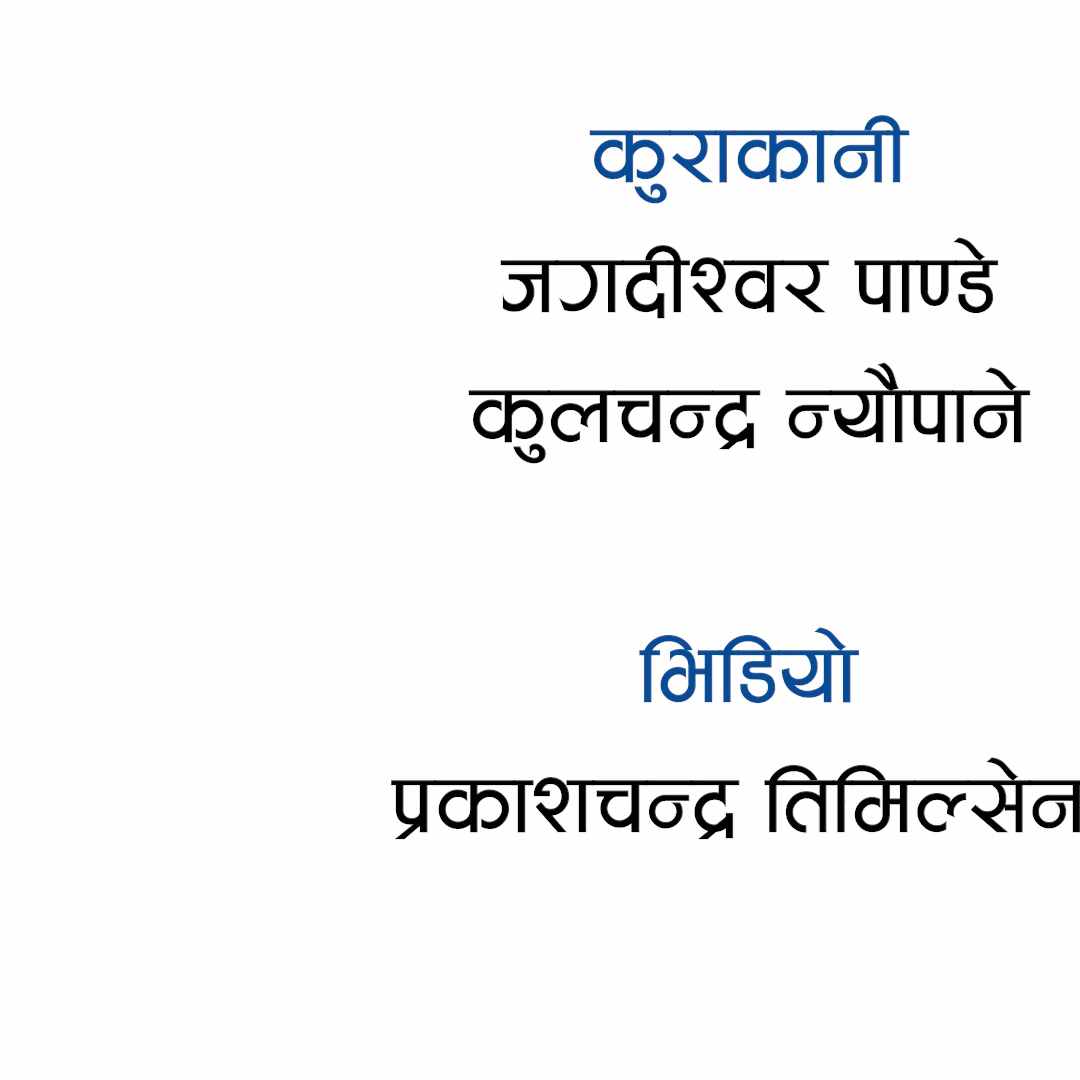 कुराकानी
जगदीश्वर पाण्डे
कुलचन्द्र न्यौपाने
भिडियो
प्रकाशचन्द्र तिमिल्सेन